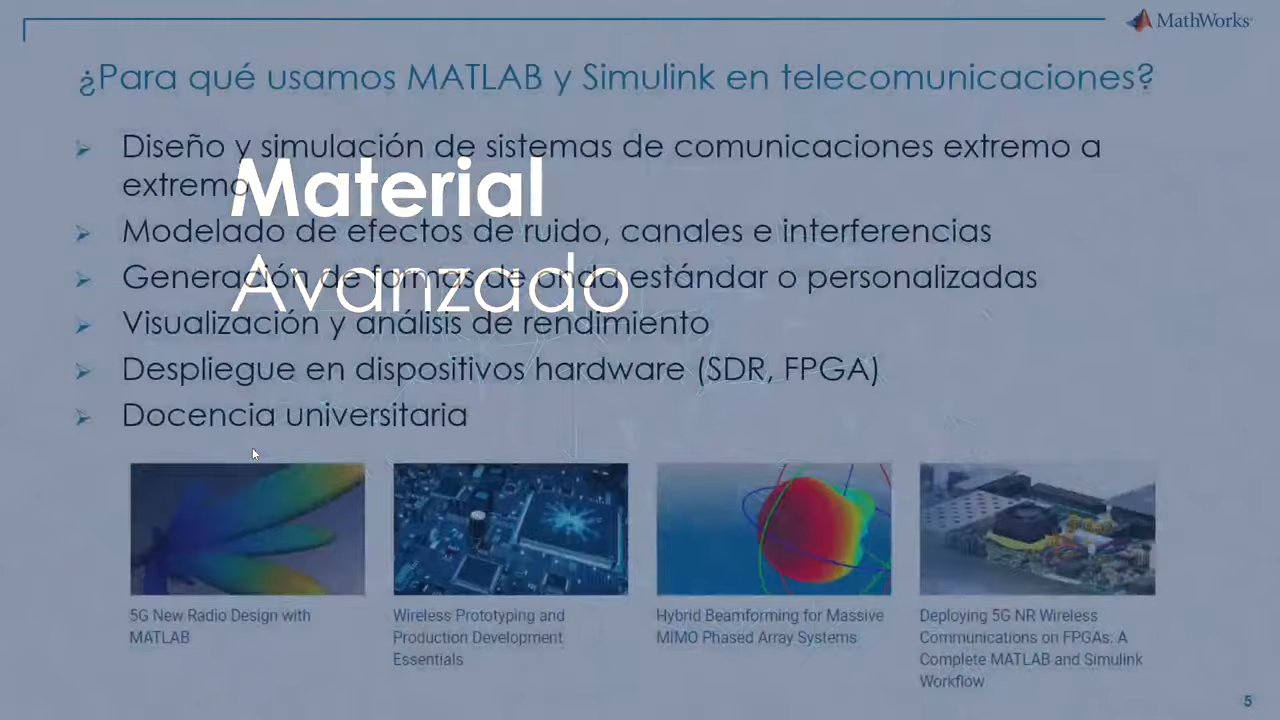 MathWorks
¿Para qué usamos MATLAB y Simulink en telecomunicaciones?
Diseño y simulación de sistemas de comunicaciones extremo a
extremo
Material
Modelado de efectos de ruido, canales e interferencias
Generación de formas de onda estándar o personalizadas
Avanzado
Visualización y análisis de rendimiento
Despliegue en dispositivos hardware (SDR, FPGA)
Docencia universitaria
5G New Radio Design with
MATLAB
Wireless Prototyping and
Production Development
Essentials
Hybrid Beamforming for Massive
MIMO Phased Array Systems
Deploying 5G NR Wireless
Communications on FPGAs: A
Complete MATLAB and Simulink
Workflow
5